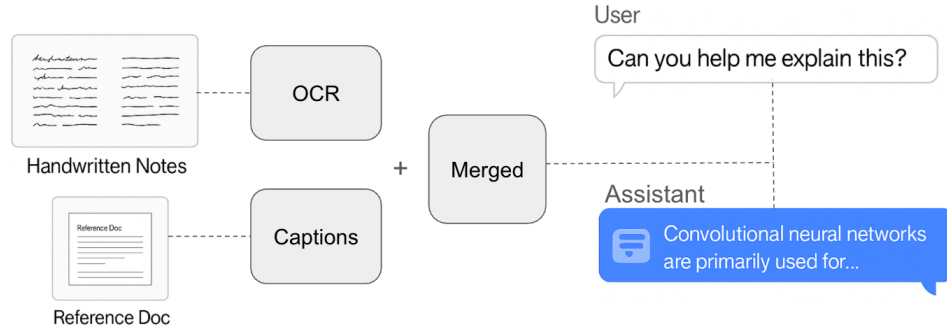 User
Can you help me explain this?
OCR
Handwritten Notes
+
Merged
Assistant
Reference Doc
Captions
Convolutional neural networks
are primarily used for...
Reference Doc